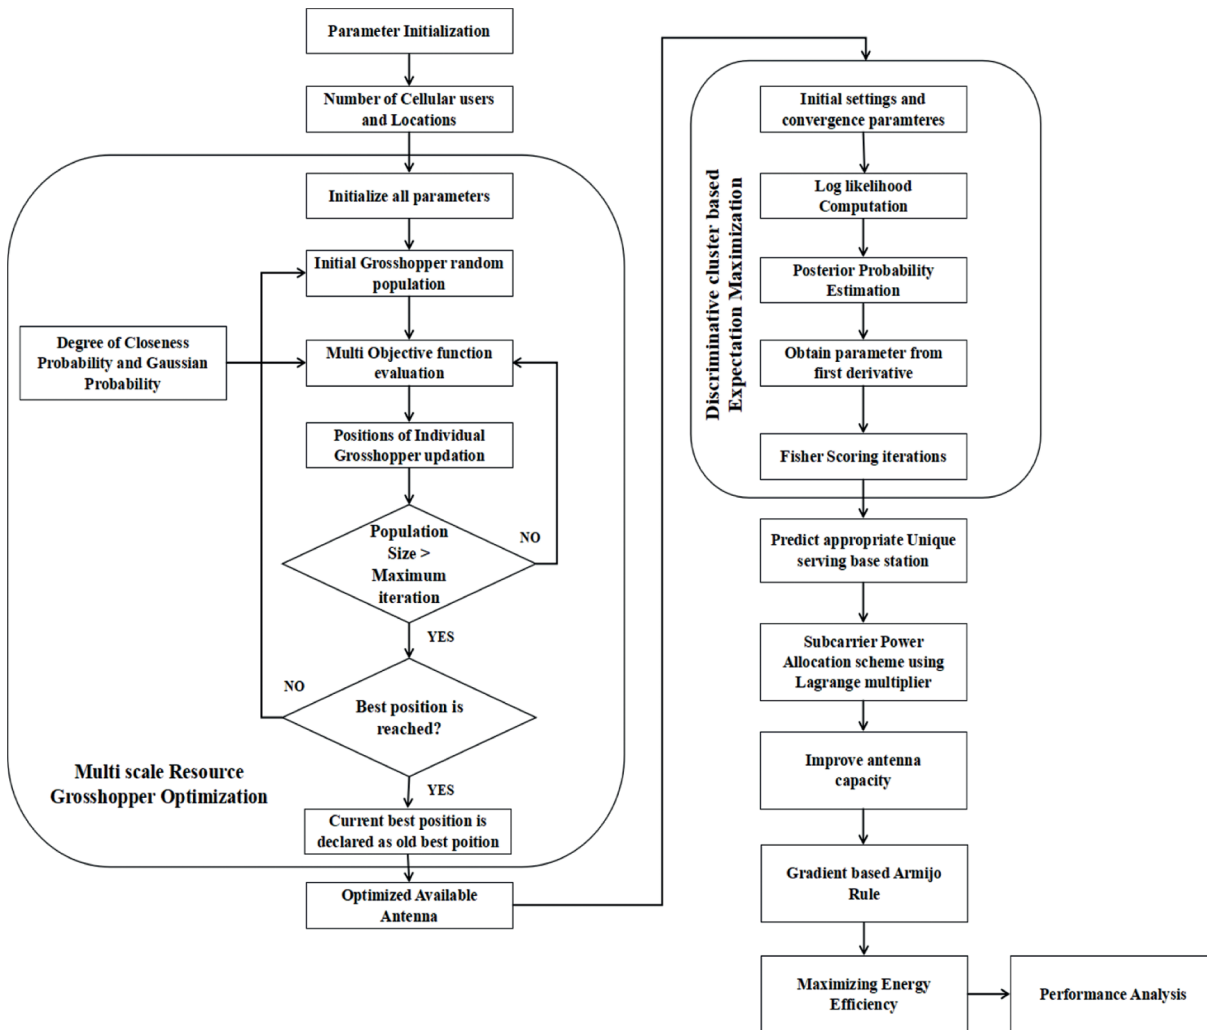 Parameter Initialization
Number of Cellular users
and Locations
Initialize all parameters
Initial Grosshopper random
population
Degree of Closeness
Probability and Gaussian
Probability
Multi Objective function
evaluation
Positions of Individual
Grosshopper updation
Population
Size >
Maximum
iteration
NO
YES
NO
Best position is
reached?
YES
Multi scale Resource
Grosshopper Optimization
Current best position is
declared as old best poition
Optimized Available
Antenna
Discriminative cluster based
Expectation Maximization
Initial settings and
convergence paramteres
Log likelihood
Computation
Posterior Probability
Estimation
Obtain parameter from
first derivative
Fisher Scoring iterations
Predict appropriate Unique
serving base station
Subcarrier Power
Allocation scheme using
Lagrange multiplier
Improve antenna
capacity
Gradient based Armijo
Rule
Maximizing Energy
Efficiency
Performance Analysis